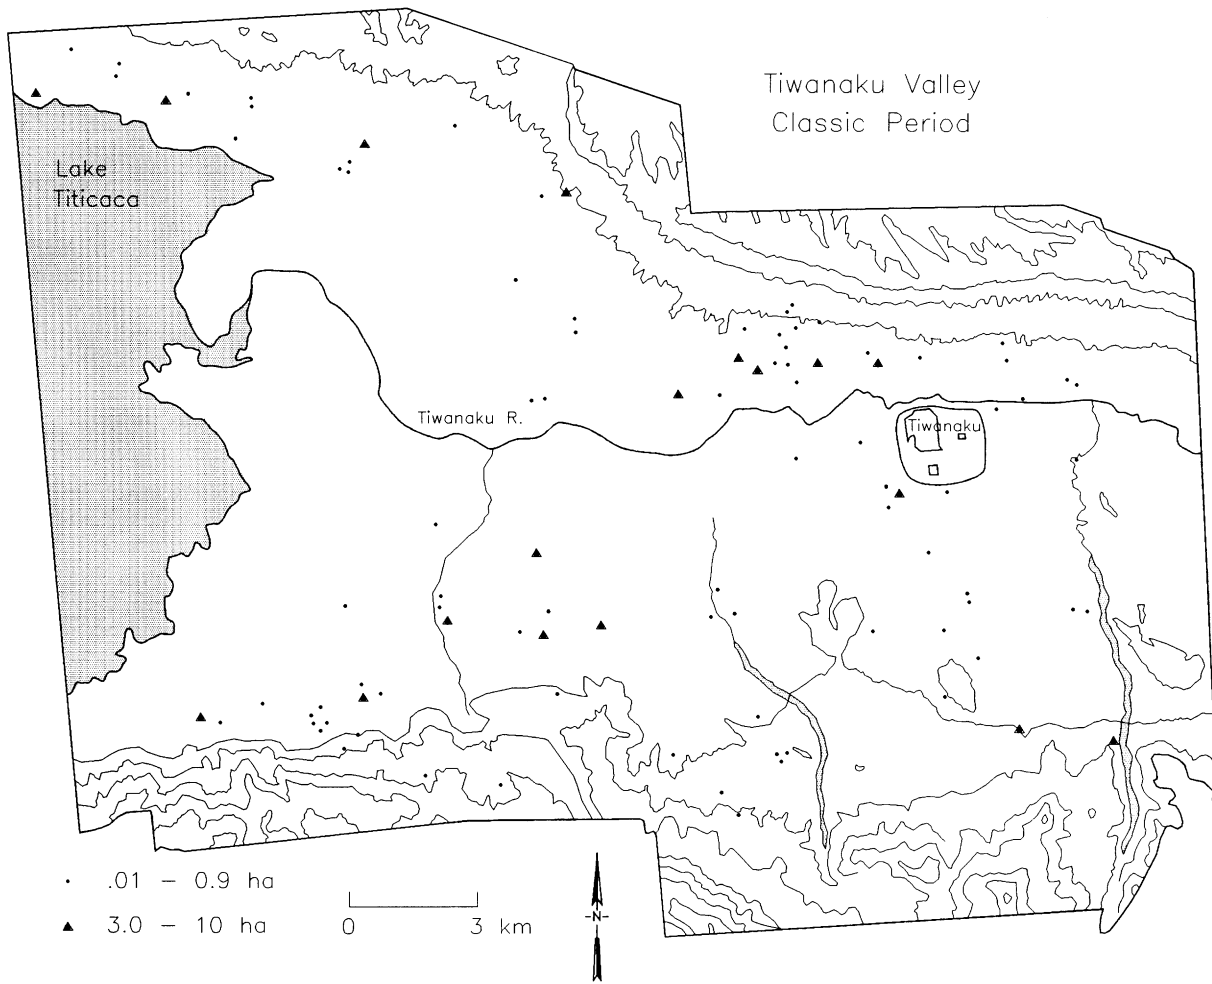 Tiwanaku Valley
Classic Period
Lake
Titicaca
Tiwanaku R.
Tiwanaku
.01 – 0.9 ha
3.0 – 10 ha
0 3 km
-N-